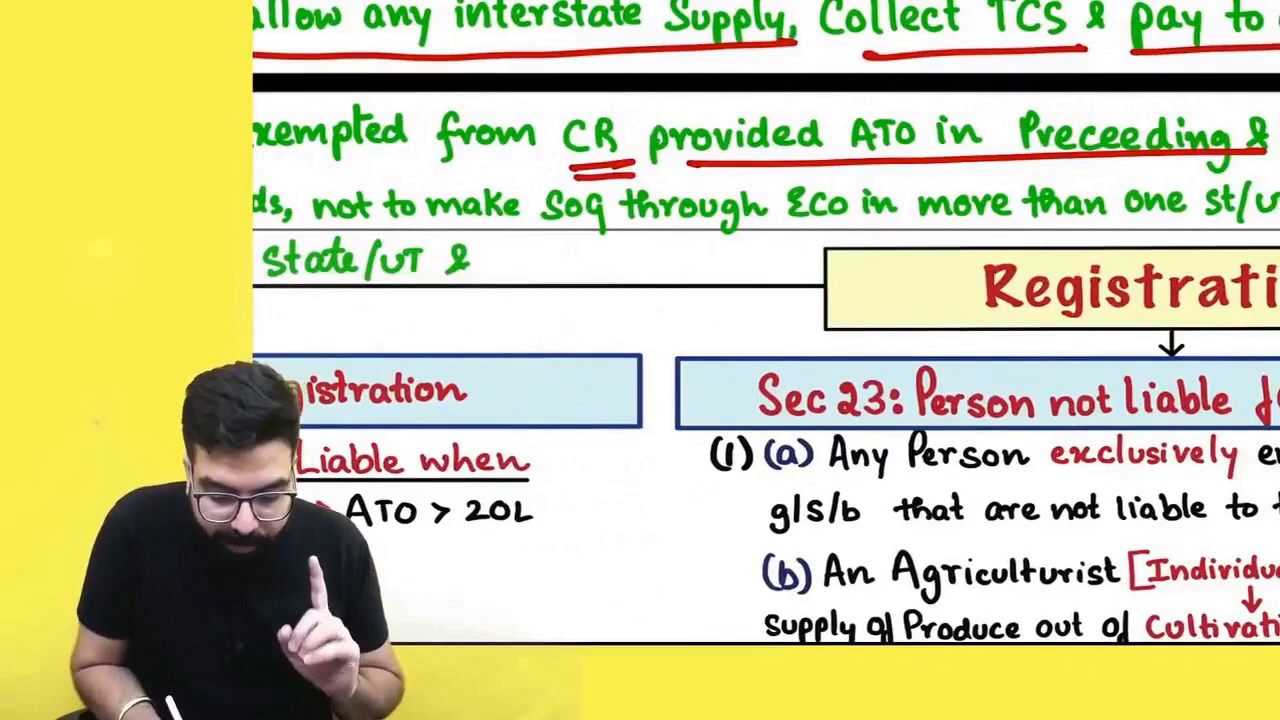 allow any interstate Supply, Collect TCS & pay to
xempted from CR provided ATO in Preceeding &
ds, not to make SOG through ECO in more than one st/U
state/UT &
Registrati
gistration
Liable when
ATO > 20L
Sec 23: Person not liable f
(1) (a) Any Person exclusively en
g/s/b that are not liable to t
(b) An Agriculturist [Individu
supply of Produce out of Cultivati